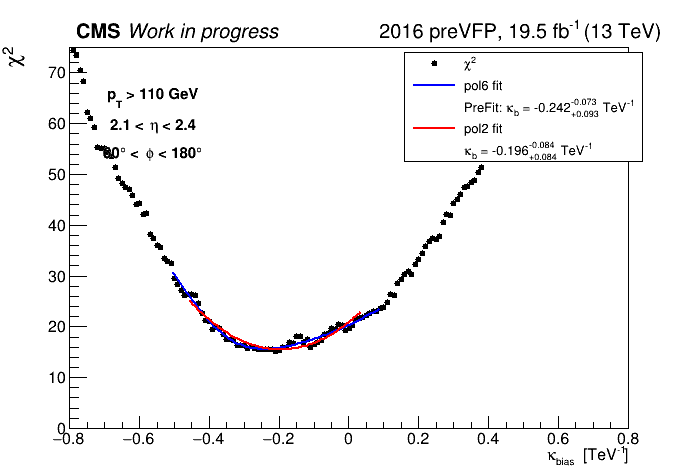 CMS Work in progress 2016 preVFP, 19.5 fb⁻¹ (13 TeV)
χ²
p_T > 110 GeV
2.1 < η < 2.4
60° < ϕ < 180°
χ²
pol6 fit
PreFit: κ_b = -0.242 -0.073 +0.093 TeV⁻¹
pol2 fit
κ_b = -0.196 -0.084 +0.084 TeV⁻¹
70
60
50
40
30
20
10
0
−0.8 −0.6 −0.4 −0.2 0 0.2 0.4 0.6 0.8
κ_bias [TeV⁻¹]